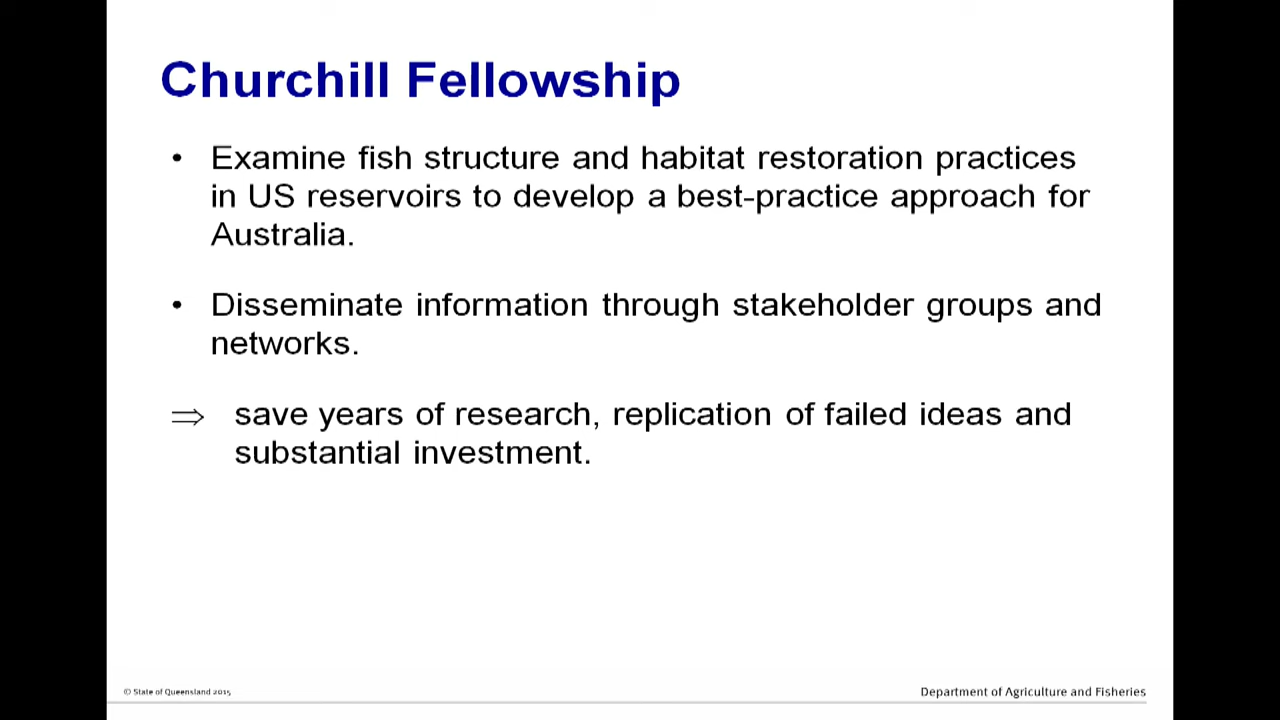 Churchill Fellowship
• Examine fish structure and habitat restoration practices
in US reservoirs to develop a best-practice approach for
Australia.
• Disseminate information through stakeholder groups and
networks.
⇒ save years of research, replication of failed ideas and
substantial investment.
© State of Queensland 2015
Department of Agriculture and Fisheries